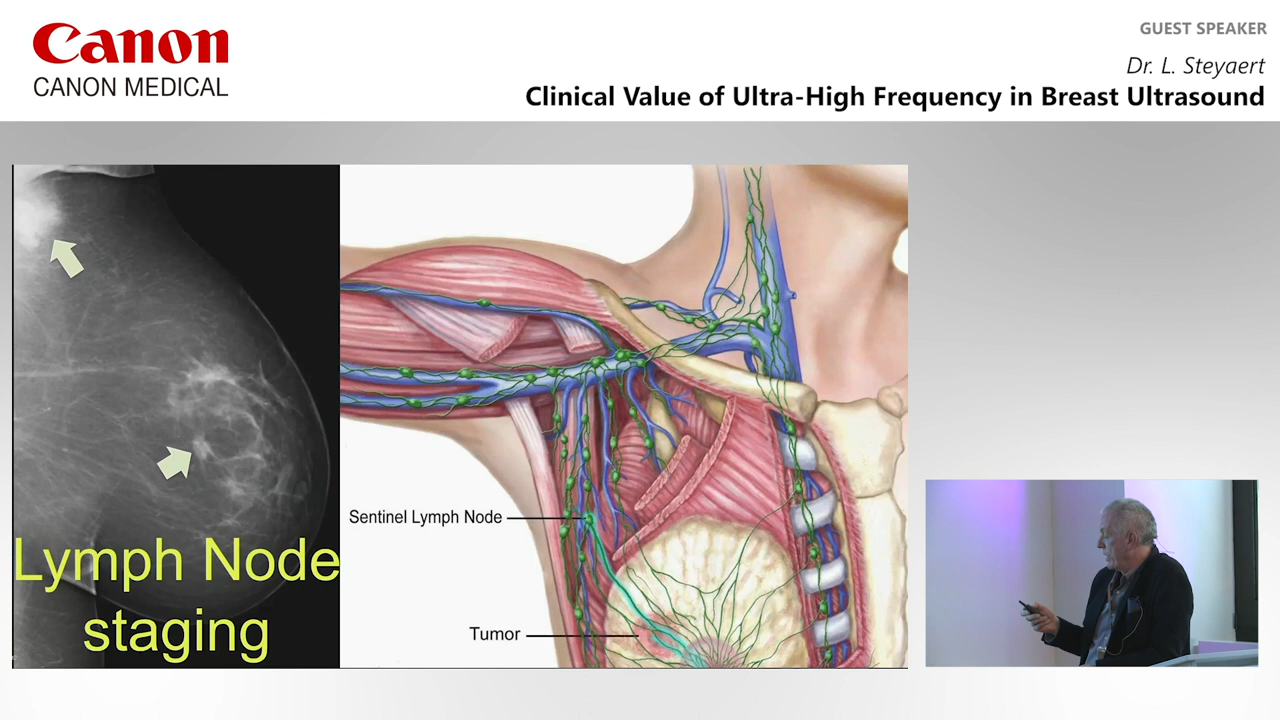 Canon
CANON MEDICAL
GUEST SPEAKER
Dr. L. Steyaert
Clinical Value of Ultra-High Frequency in Breast Ultrasound
Sentinel Lymph Node
Tumor
Lymph Node
staging